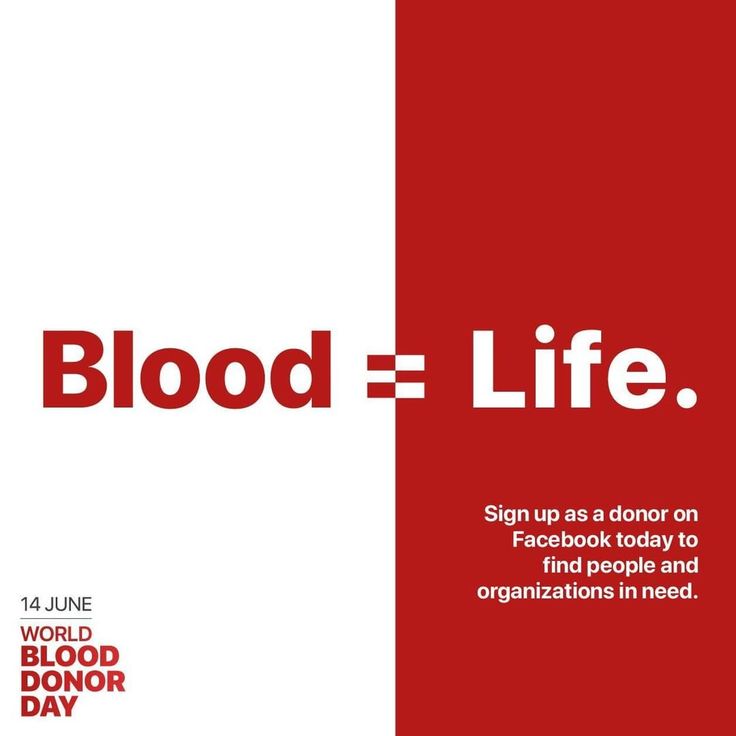 Blood = Life.
Sign up as a donor on
Facebook today to
find people and
organizations in need.
14 JUNE
WORLD
BLOOD
DONOR
DAY